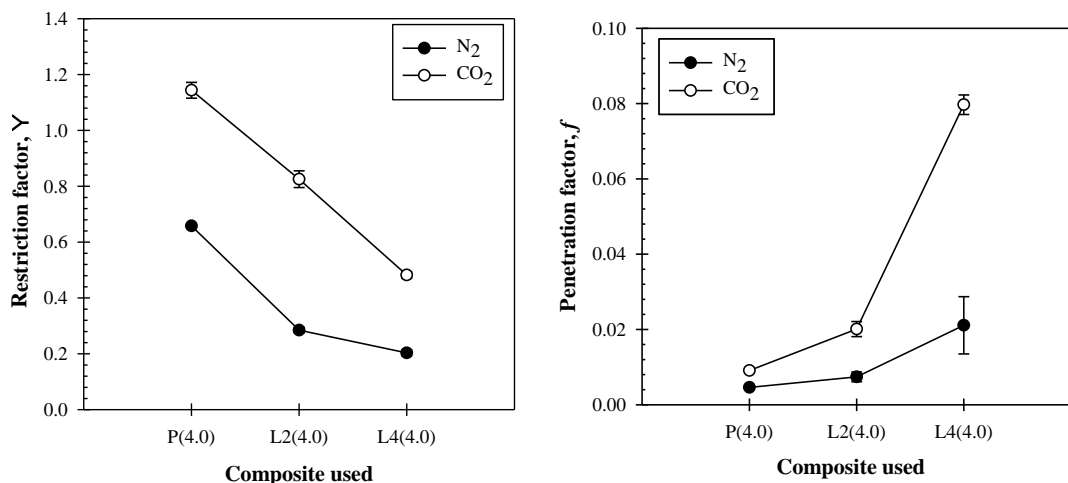 1.4
1.2
1.0
0.8
0.6
0.4
0.2
0.0
Restriction factor, Y
N2
CO2
P(4.0) L2(4.0) L4(4.0)
Composite used
0.10
0.08
0.06
0.04
0.02
0.00
Penetration factor, f
N2
CO2
P(4.0) L2(4.0) L4(4.0)
Composite used